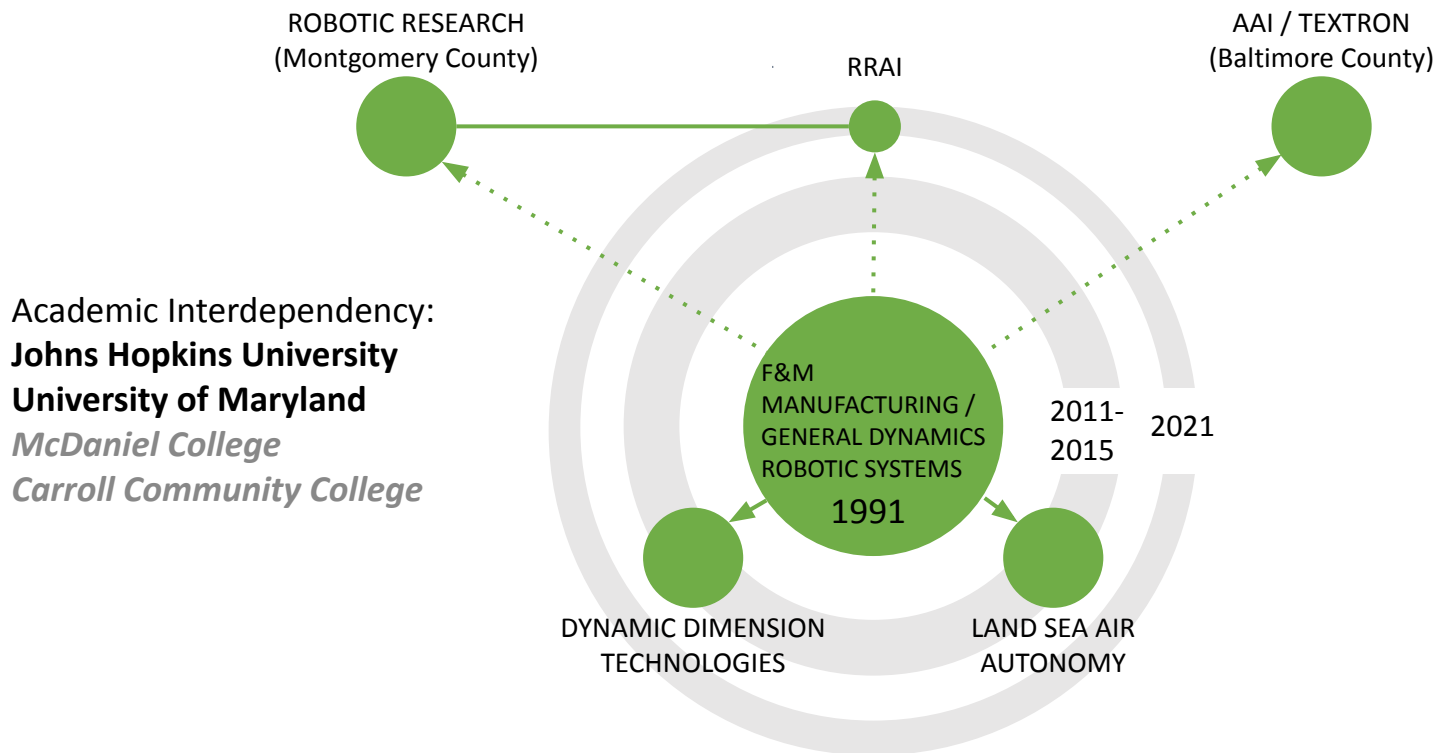 ROBOTIC RESEARCH
(Montgomery County)
RRAI
AAI / TEXTRON
(Baltimore County)
Academic Interdependency:
Johns Hopkins University
University of Maryland
McDaniel College
Carroll Community College
F&M
MANUFACTURING /
GENERAL DYNAMICS
ROBOTIC SYSTEMS
1991
2011-
2015
2021
DYNAMIC DIMENSION
TECHNOLOGIES
LAND SEA AIR
AUTONOMY